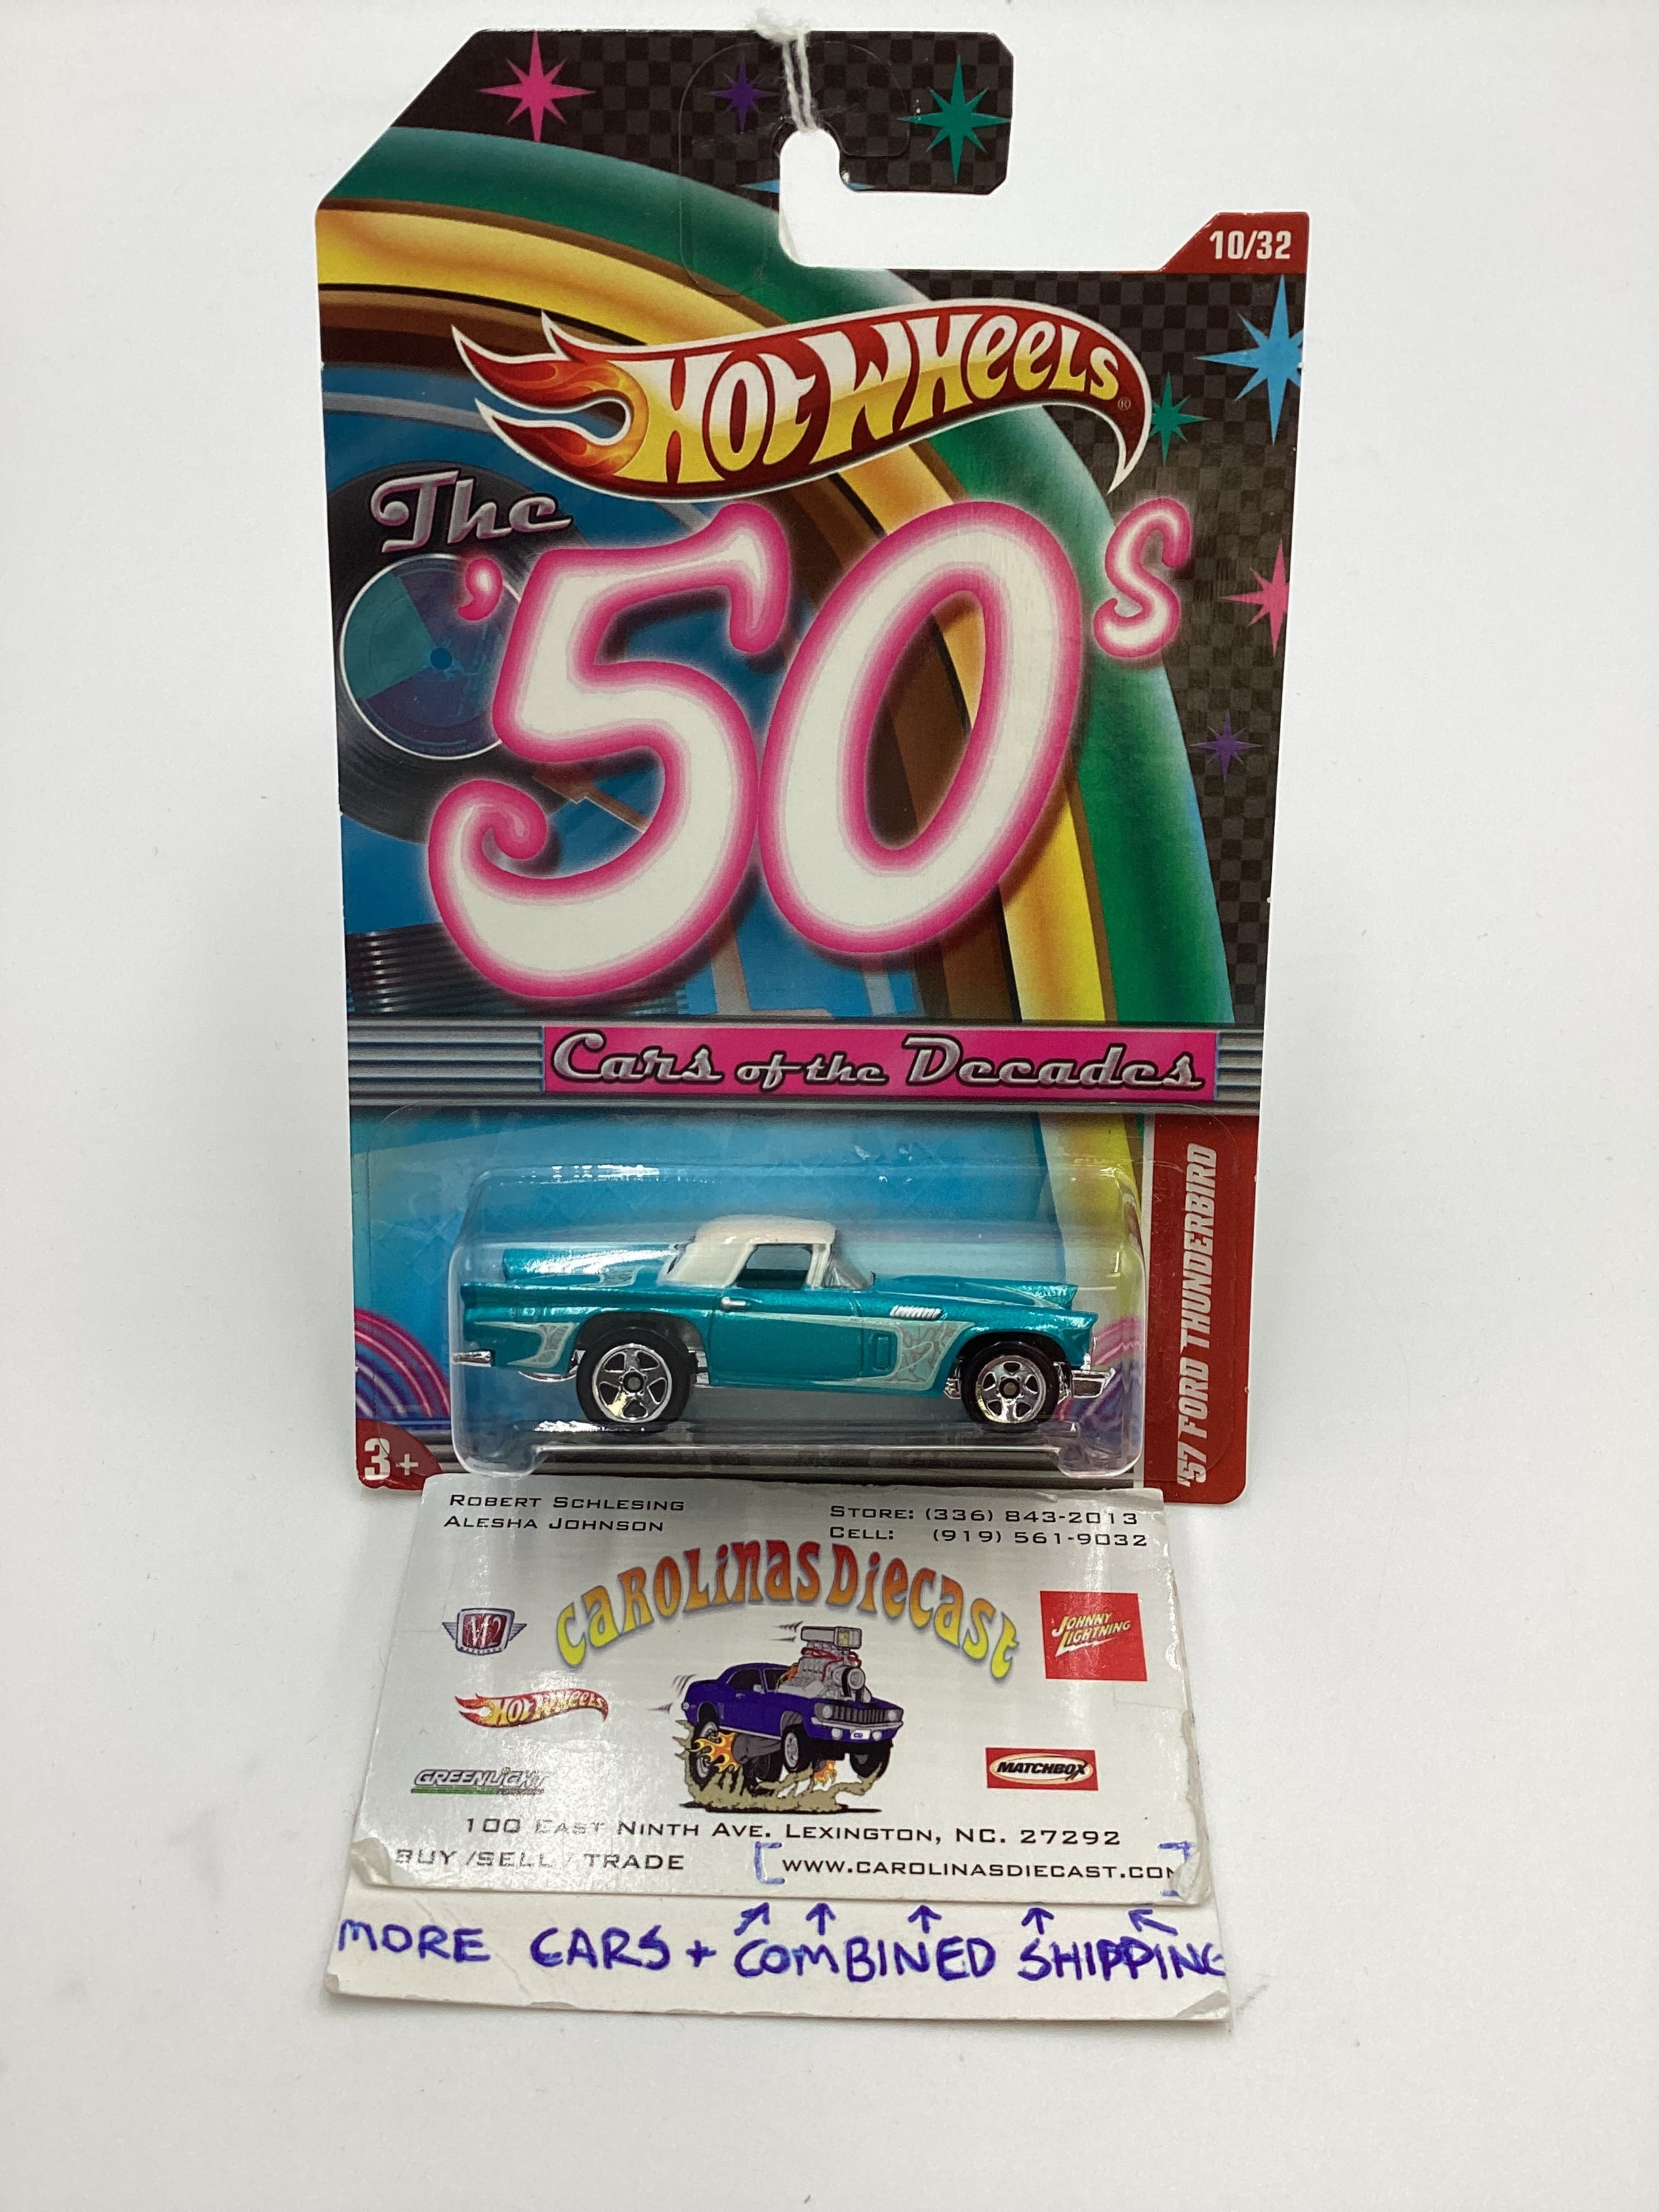 10/32
HOT WHEELS®
The
'50s
Cars of the Decades
'57 FORD THUNDERBIRD
3+
ROBERT SCHLESING
ALESHA JOHNSON
STORE: (336) 843-2013
CELL: (919) 561-9032
CAROLINAS DIECAST
M2
JOHNNY LIGHTNING
HOT WHEELS
GREENLIGHT
MATCHBOX
100 EAST NINTH AVE. LEXINGTON, NC. 27292
BUY /SELL / TRADE
[WWW.CAROLINASDIECAST.COM]
MORE CARS + COMBINED SHIPPING